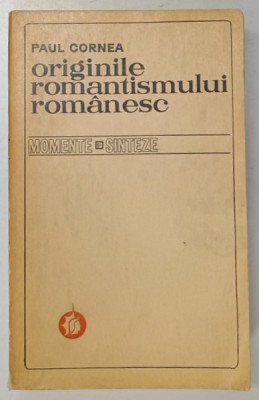 PAUL CORNEA
originile
romantismului
românesc
MOMENTE SINTEZE